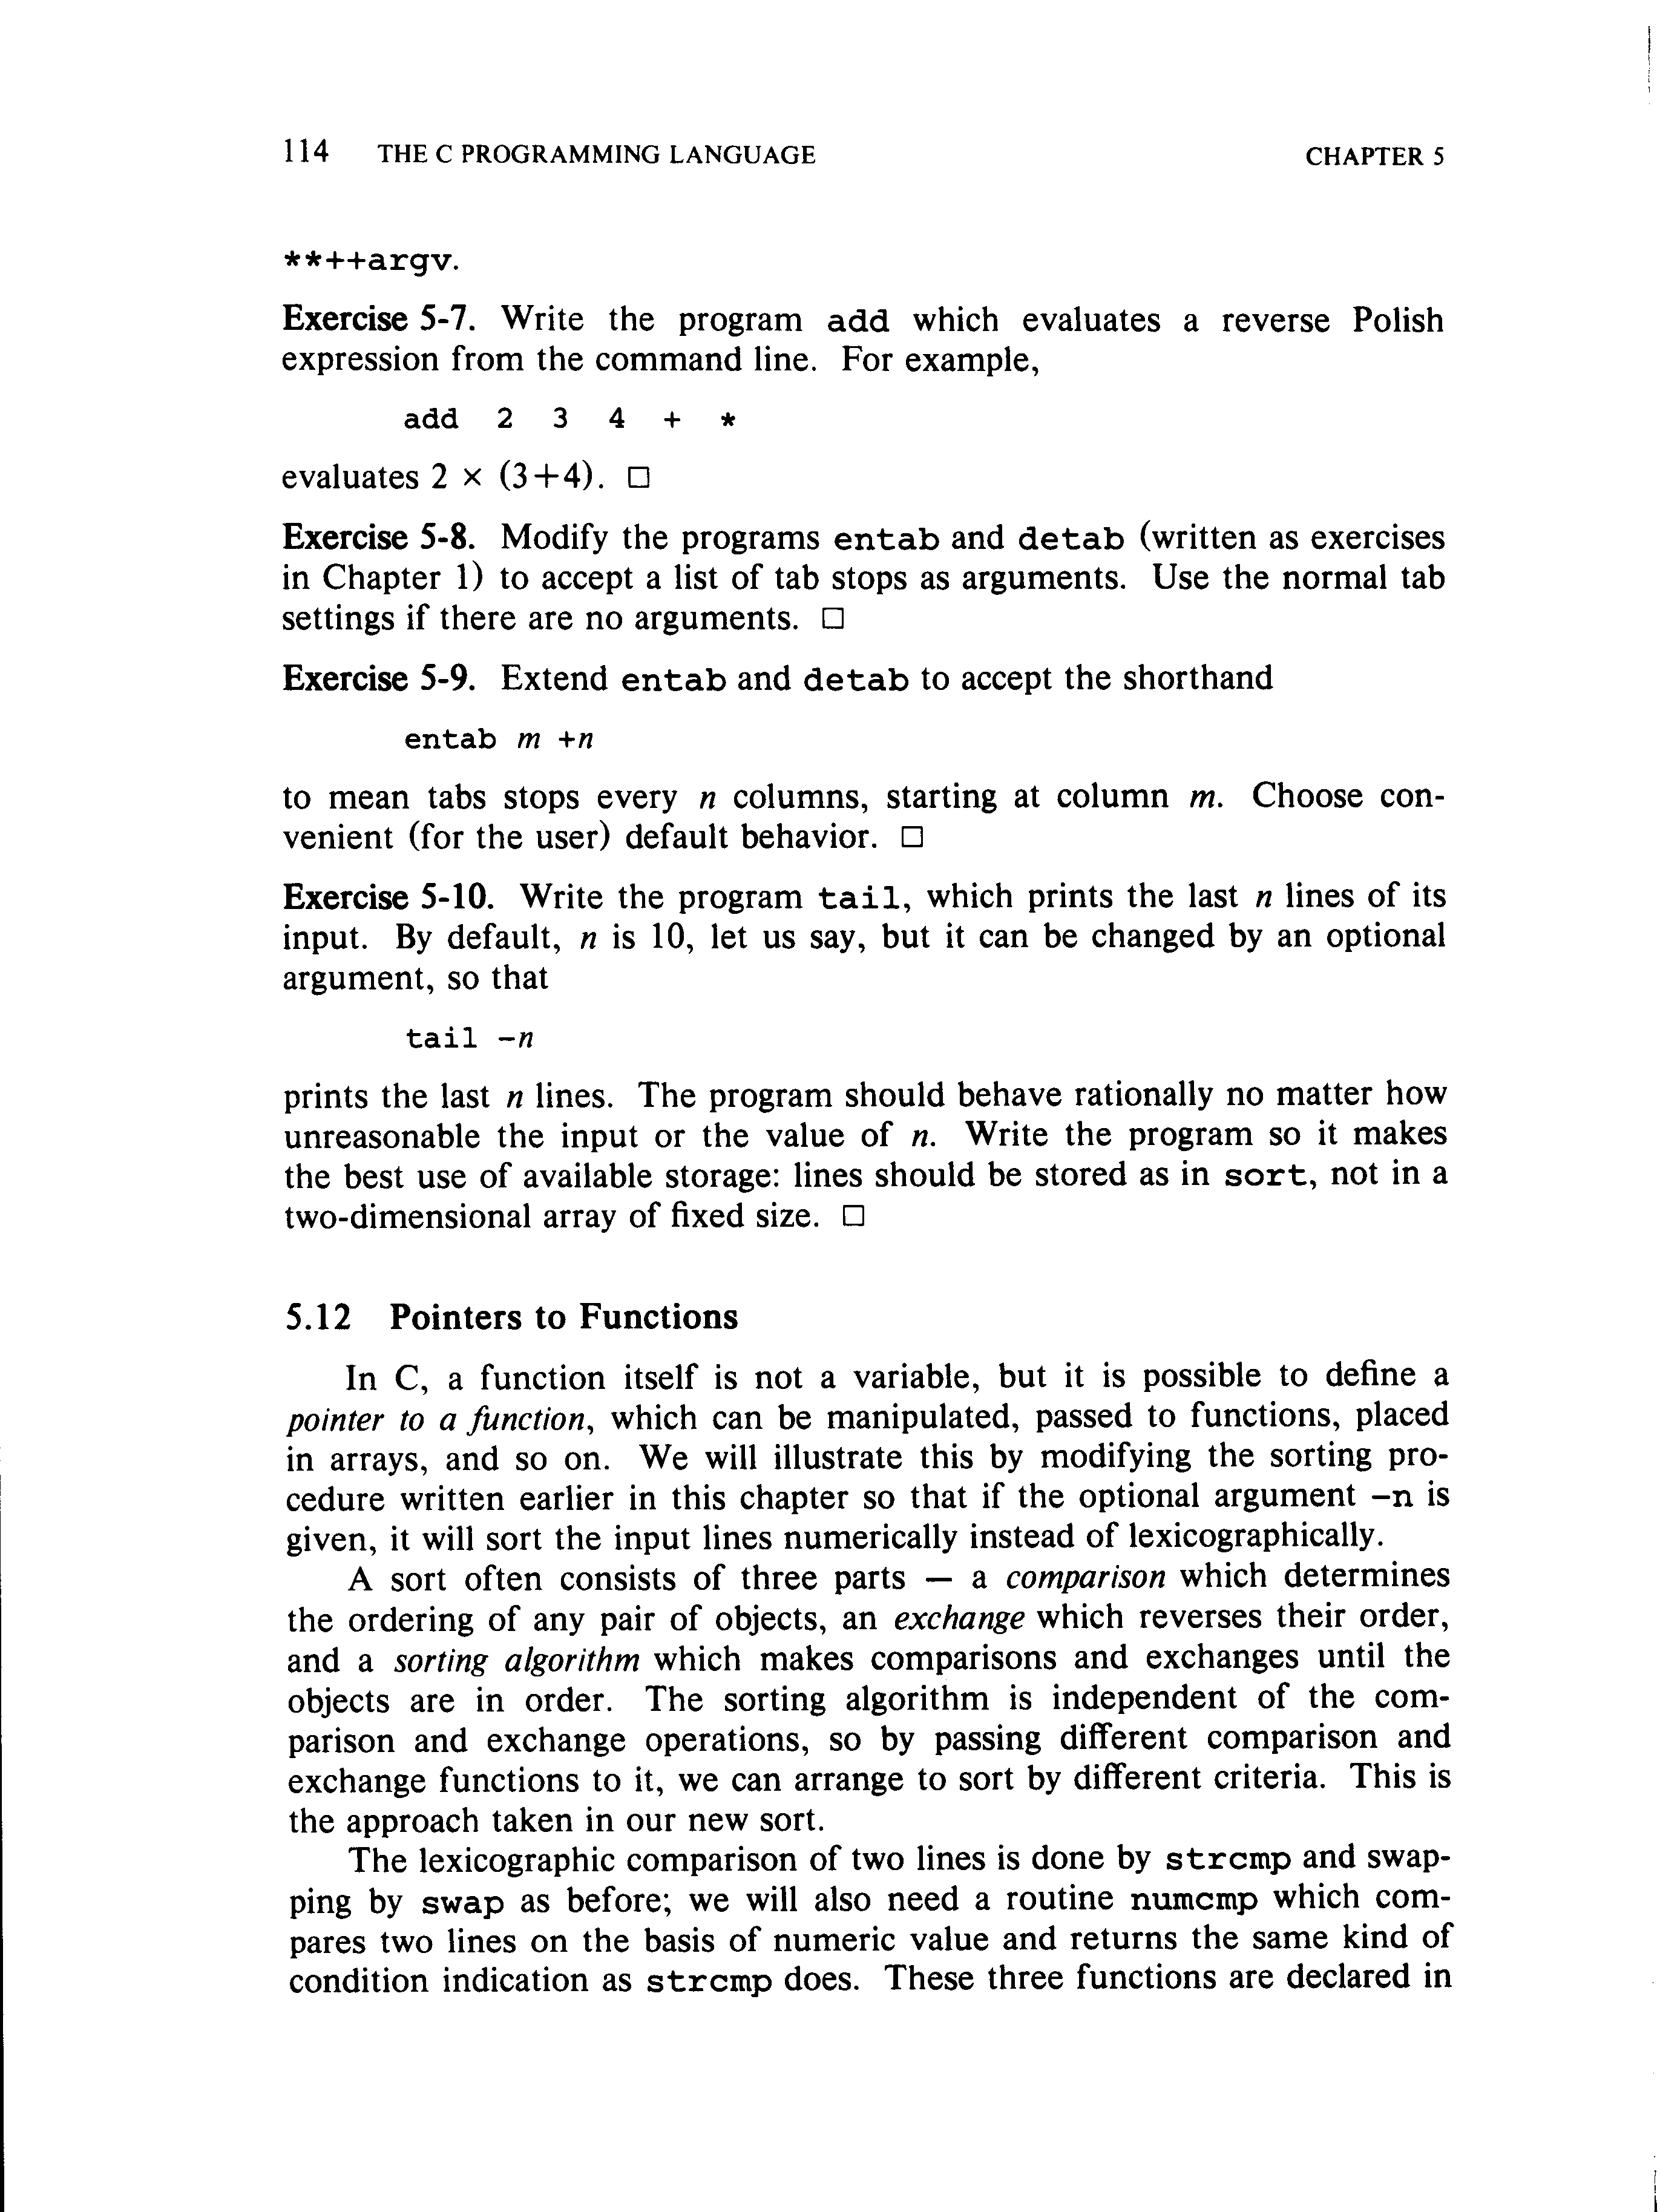 114 THE C PROGRAMMING LANGUAGE CHAPTER 5
**++argv.
Exercise 5-7. Write the program add which evaluates a reverse Polish
expression from the command line. For example,
add 2 3 4 + *
evaluates 2 × (3+4). □
Exercise 5-8. Modify the programs entab and detab (written as exercises
in Chapter 1) to accept a list of tab stops as arguments. Use the normal tab
settings if there are no arguments. □
Exercise 5-9. Extend entab and detab to accept the shorthand
entab m +n
to mean tabs stops every n columns, starting at column m. Choose con-
venient (for the user) default behavior. □
Exercise 5-10. Write the program tail, which prints the last n lines of its
input. By default, n is 10, let us say, but it can be changed by an optional
argument, so that
tail −n
prints the last n lines. The program should behave rationally no matter how
unreasonable the input or the value of n. Write the program so it makes
the best use of available storage: lines should be stored as in sort, not in a
two-dimensional array of fixed size. □
5.12 Pointers to Functions
In C, a function itself is not a variable, but it is possible to define a
pointer to a function, which can be manipulated, passed to functions, placed
in arrays, and so on. We will illustrate this by modifying the sorting pro-
cedure written earlier in this chapter so that if the optional argument −n is
given, it will sort the input lines numerically instead of lexicographically.
A sort often consists of three parts — a comparison which determines
the ordering of any pair of objects, an exchange which reverses their order,
and a sorting algorithm which makes comparisons and exchanges until the
objects are in order. The sorting algorithm is independent of the com-
parison and exchange operations, so by passing different comparison and
exchange functions to it, we can arrange to sort by different criteria. This is
the approach taken in our new sort.
The lexicographic comparison of two lines is done by strcmp and swap-
ping by swap as before; we will also need a routine numcmp which com-
pares two lines on the basis of numeric value and returns the same kind of
condition indication as strcmp does. These three functions are declared in